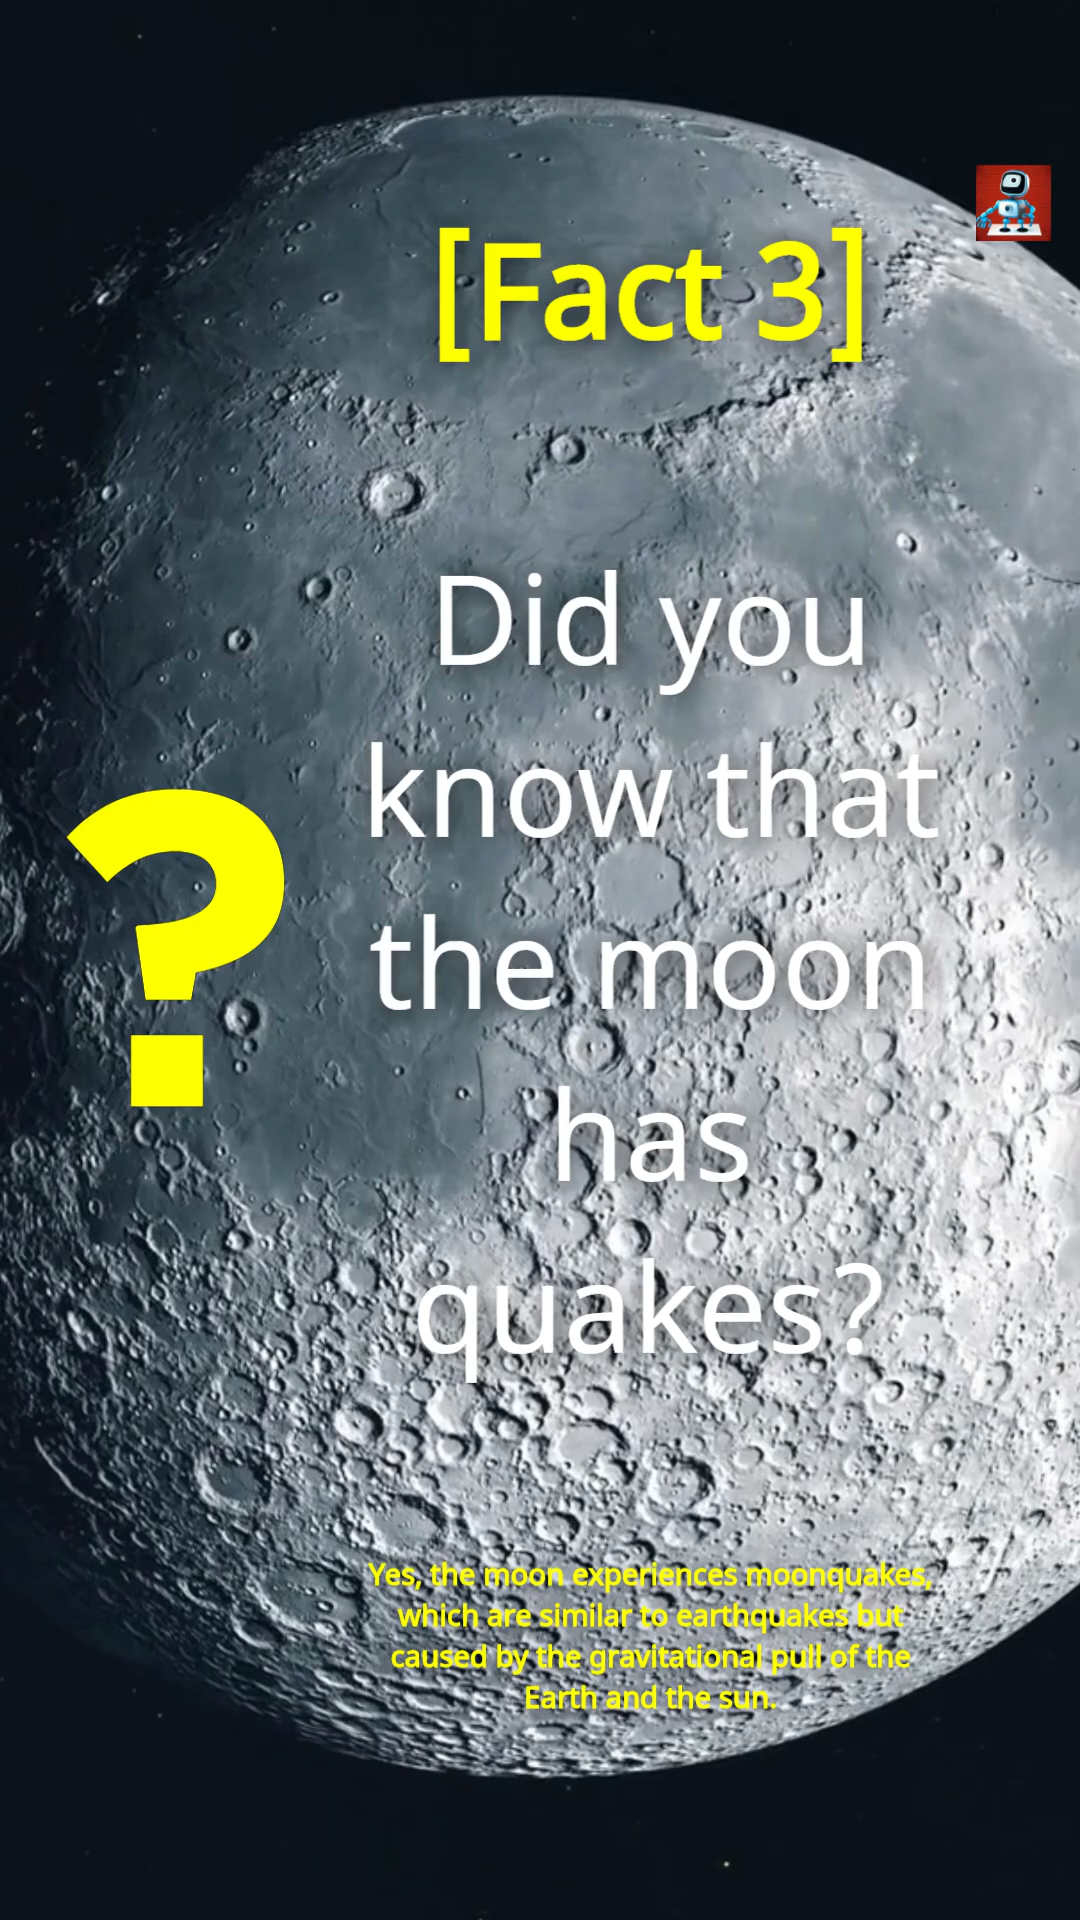 [Fact 3]
Did you
know that
the moon
has
quakes?
?
Yes, the moon experiences moonquakes,
which are similar to earthquakes but
caused by the gravitational pull of the
Earth and the sun.